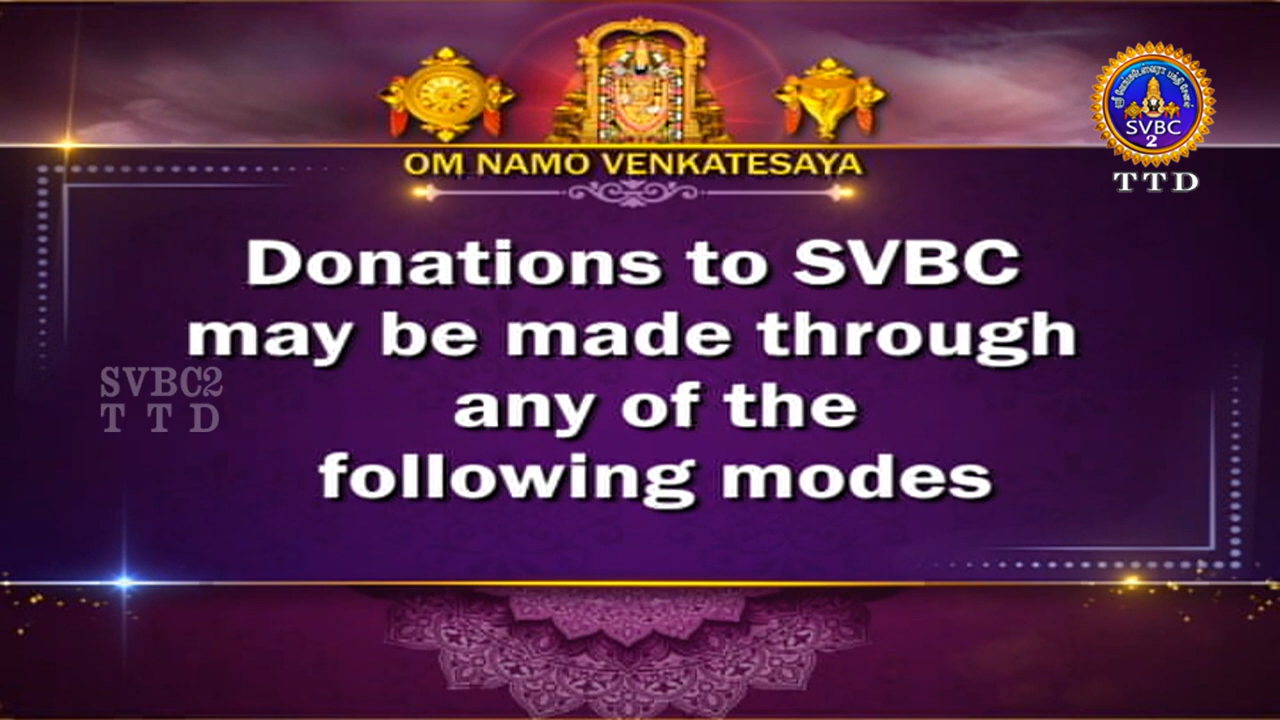 OM NAMO VENKATESAYA
SVBC
2
TTD
Donations to SVBC
may be made through
any of the
following modes
SVBC2
TTD